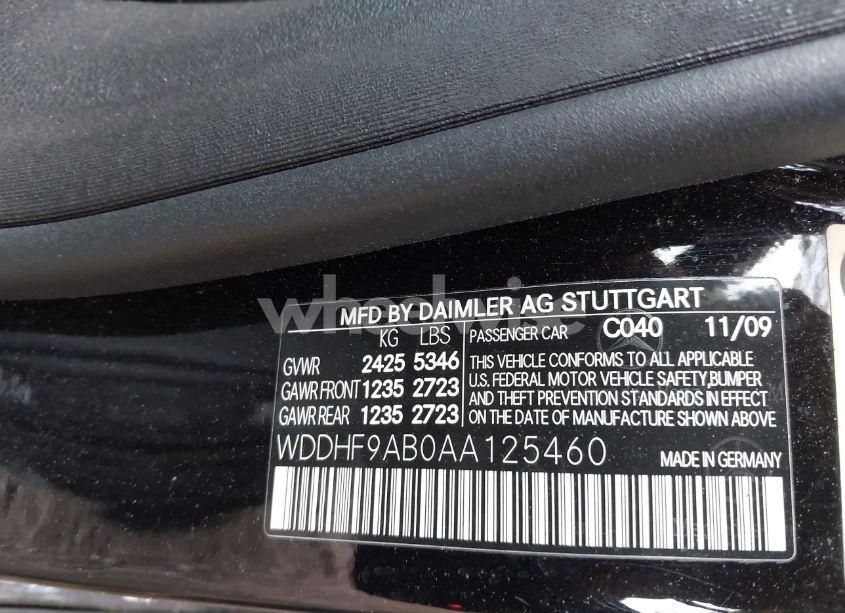 wheelwise
MFD BY DAIMLER AG STUTTGART
KG LBS PASSENGER CAR C040 11/09
GVWR 2425 5346 THIS VEHICLE CONFORMS TO ALL APPLICABLE
GAWR FRONT 1235 2723 U.S. FEDERAL MOTOR VEHICLE SAFETY,BUMPER
GAWR REAR 1235 2723 AND THEFT PREVENTION STANDARDS IN EFFECT
ON THE DATE OF MANUFACTURE SHOWN ABOVE
WDDHF9AB0AA125460 MADE IN GERMANY